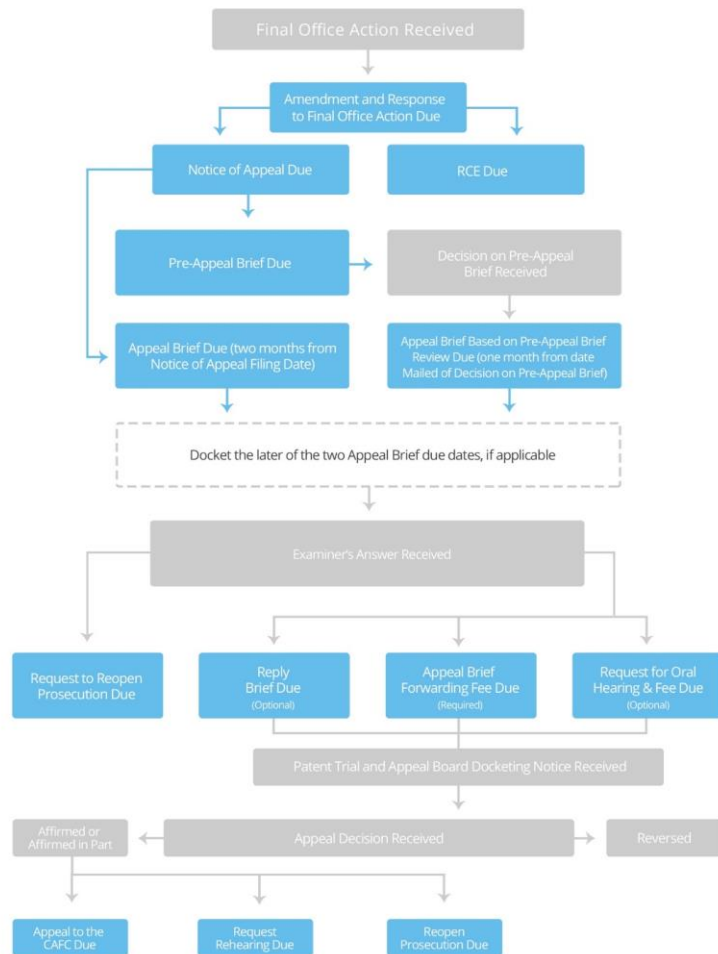 Final Office Action Received
Amendment and Response
to Final Office Action Due
Notice of Appeal Due
RCE Due
Pre-Appeal Brief Due
Decision on Pre-Appeal
Brief Received
Appeal Brief Due (two months from
Notice of Appeal Filing Date)
Appeal Brief Based on Pre-Appeal Brief
Review Due (one month from date
Mailed of Decision on Pre-Appeal Brief)
Docket the later of the two Appeal Brief due dates, if applicable
Examiner's Answer Received
Request to Reopen
Prosecution Due
Reply
Brief Due
(Optional)
Appeal Brief
Forwarding Fee Due
(Required)
Request for Oral
Hearing & Fee Due
(Optional)
Patent Trial and Appeal Board Docketing Notice Received
Affirmed or
Affirmed in Part
Appeal Decision Received
Reversed
Appeal to the
CAFC Due
Request
Rehearing Due
Reopen
Prosecution Due